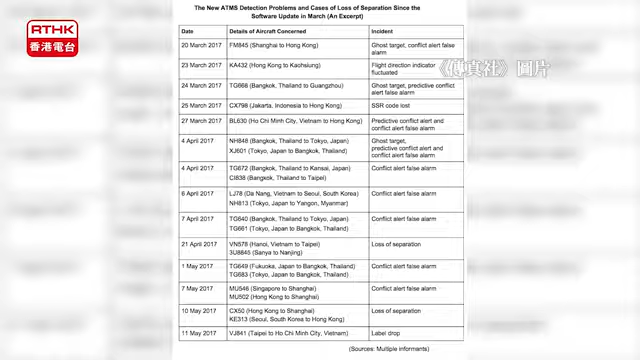 RTHK
香港電台
《傳真社》 圖片
The New ATMS Detection Problems and Cases of Loss of Separation Since the
Software Update in March (An Excerpt)
Date Details of Aircraft Concerned Incident
20 March 2017 FM845 (Shanghai to Hong Kong) Ghost target, conflict alert false
alarm
23 March 2017 KA432 (Hong Kong to Kaohsiung) Flight direction indicator
fluctuated
24 March 2017 TG668 (Bangkok, Thailand to Guangzhou) Ghost target, predictive conflict
alert false alarm
25 March 2017 CX798 (Jakarta, Indonesia to Hong Kong) SSR code lost
27 March 2017 BL630 (Ho Chi Minh City, Vietnam to Hong Kong) Predictive conflict alert and
conflict alert false alarm
4 April 2017 NH848 (Bangkok, Thailand to Tokyo, Japan) Ghost target,
XJ601 (Tokyo, Japan to Bangkok, Thailand) predictive conflict alert and
conflict alert false alarm
4 April 2017 TG672 (Bangkok, Thailand to Kansai, Japan) Conflict alert false alarm
CI838 (Bangkok, Thailand to Taipei)
6 April 2017 LJ78 (Da Nang, Vietnam to Seoul, South Korea) Conflict alert false alarm
NH813 (Tokyo, Japan to Yangon, Myanmar)
7 April 2017 TG640 (Bangkok, Thailand to Tokyo, Japan) Conflict alert false alarm
TG661 (Tokyo, Japan to Bangkok, Thailand)
21 April 2017 VN578 (Hanoi, Vietnam to Taipei) Loss of separation
3U8845 (Sanya to Nanjing)
1 May 2017 TG649 (Fukuoka, Japan to Bangkok, Thailand) Conflict alert false alarm
TG683 (Tokyo, Japan to Bangkok, Thailand)
7 May 2017 MU546 (Singapore to Shanghai) Conflict alert false alarm
MU502 (Hong Kong to Shanghai)
10 May 2017 CX50 (Hong Kong to Shanghai) Loss of separation
KE313 (Seoul, South Korea to Hong Kong)
11 May 2017 VJ841 (Taipei to Ho Chi Minh City, Vietnam) Label drop
(Sources: Multiple informants)